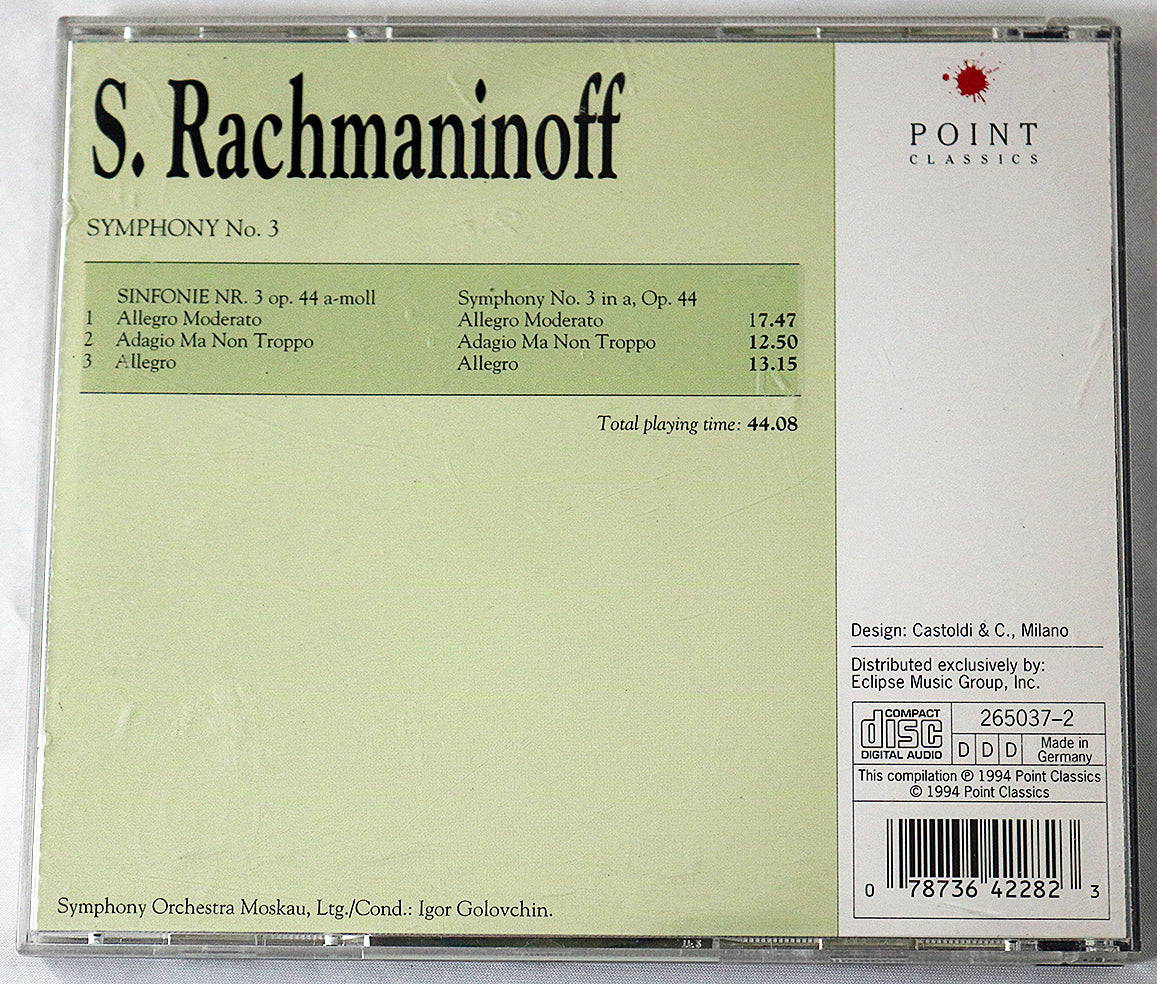 S. Rachmaninoff
SYMPHONY No. 3
SINFONIE NR. 3 op. 44 a-moll Symphony No. 3 in a, Op. 44
1 Allegro Moderato Allegro Moderato 17.47
2 Adagio Ma Non Troppo Adagio Ma Non Troppo 12.50
3 Allegro Allegro 13.15
Total playing time: 44.08
Symphony Orchestra Moskau, Ltg./Cond.: Igor Golovchin.
POINT
CLASSICS
Design: Castoldi & C., Milano
Distributed exclusively by:
Eclipse Music Group, Inc.
COMPACT
disc
DIGITAL AUDIO
265037–2
D D D
Made in
Germany
This compilation ℗ 1994 Point Classics
© 1994 Point Classics
0 78736 42282 3